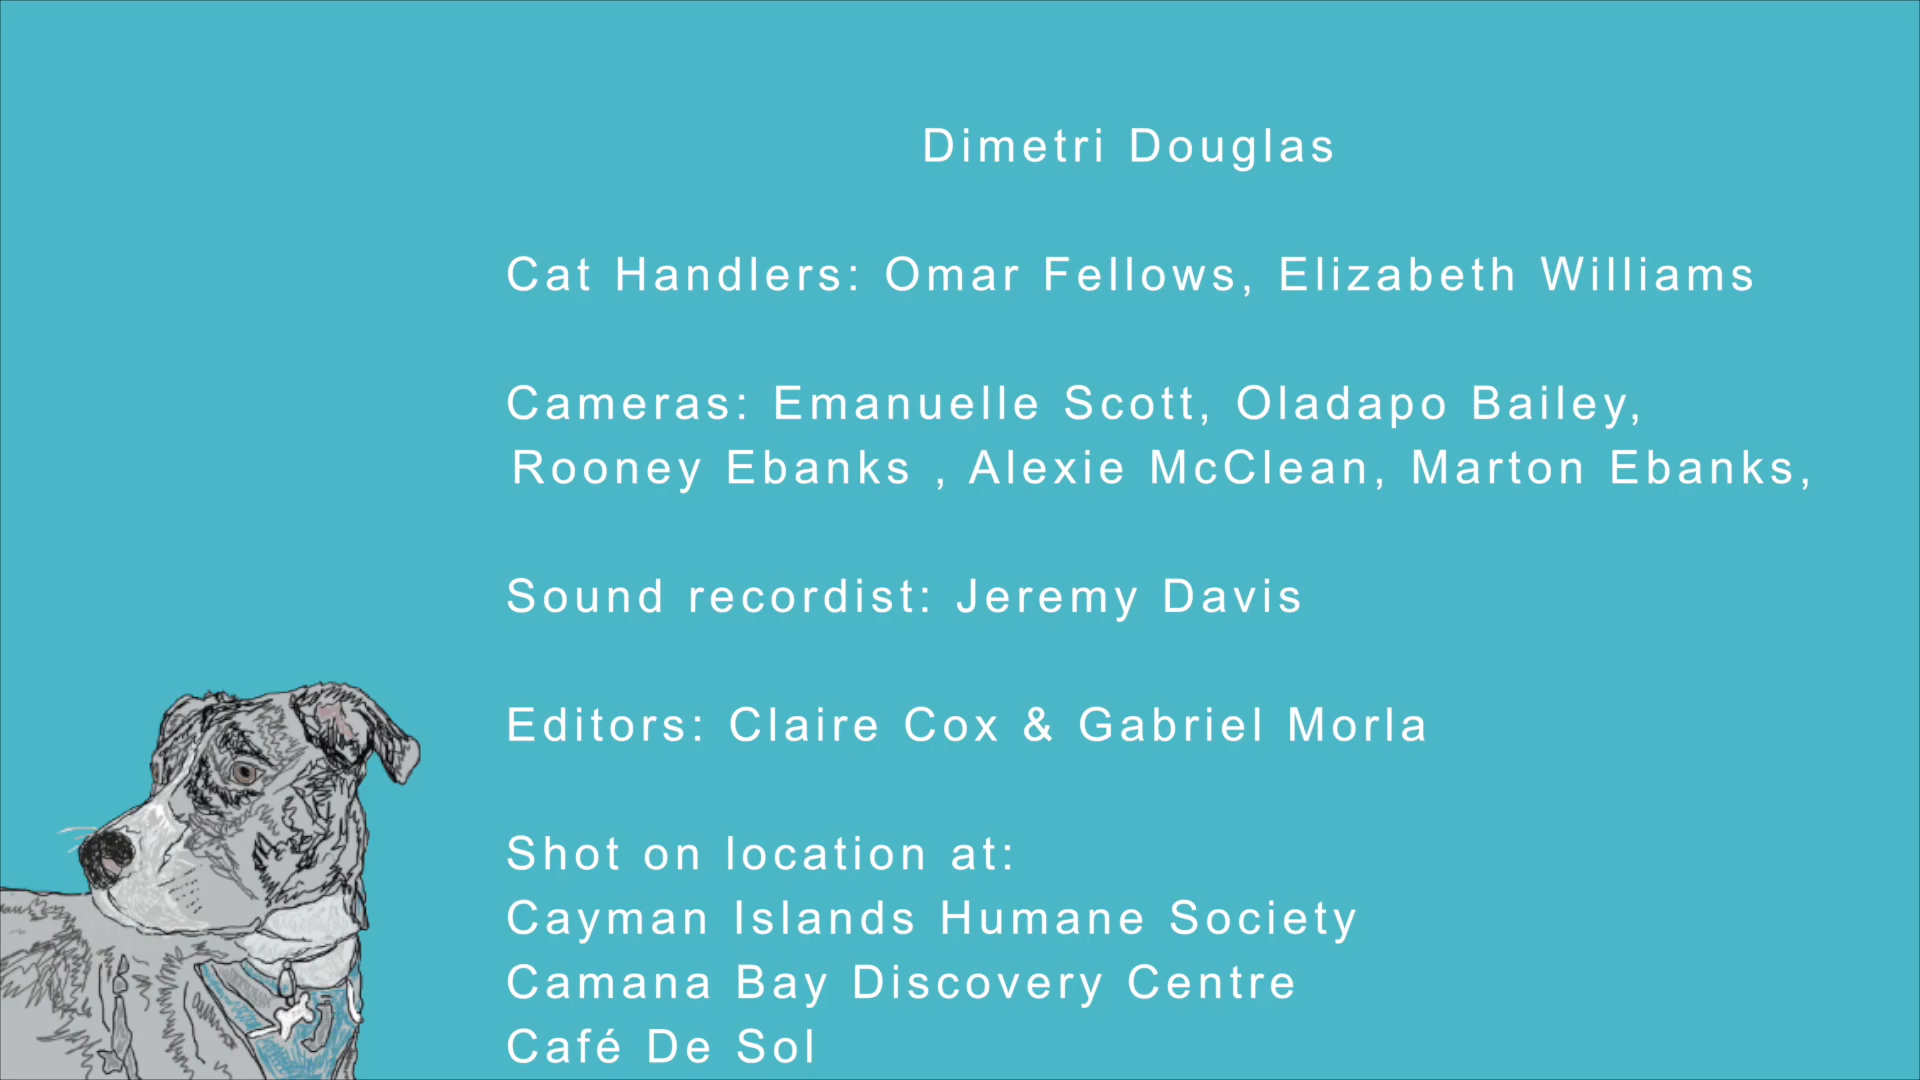 Dimetri Douglas
Cat Handlers: Omar Fellows, Elizabeth Williams
Cameras: Emanuelle Scott, Oladapo Bailey,
Rooney Ebanks , Alexie McClean, Marton Ebanks,
Sound recordist: Jeremy Davis
Editors: Claire Cox & Gabriel Morla
Shot on location at:
Cayman Islands Humane Society
Camana Bay Discovery Centre
Café De Sol